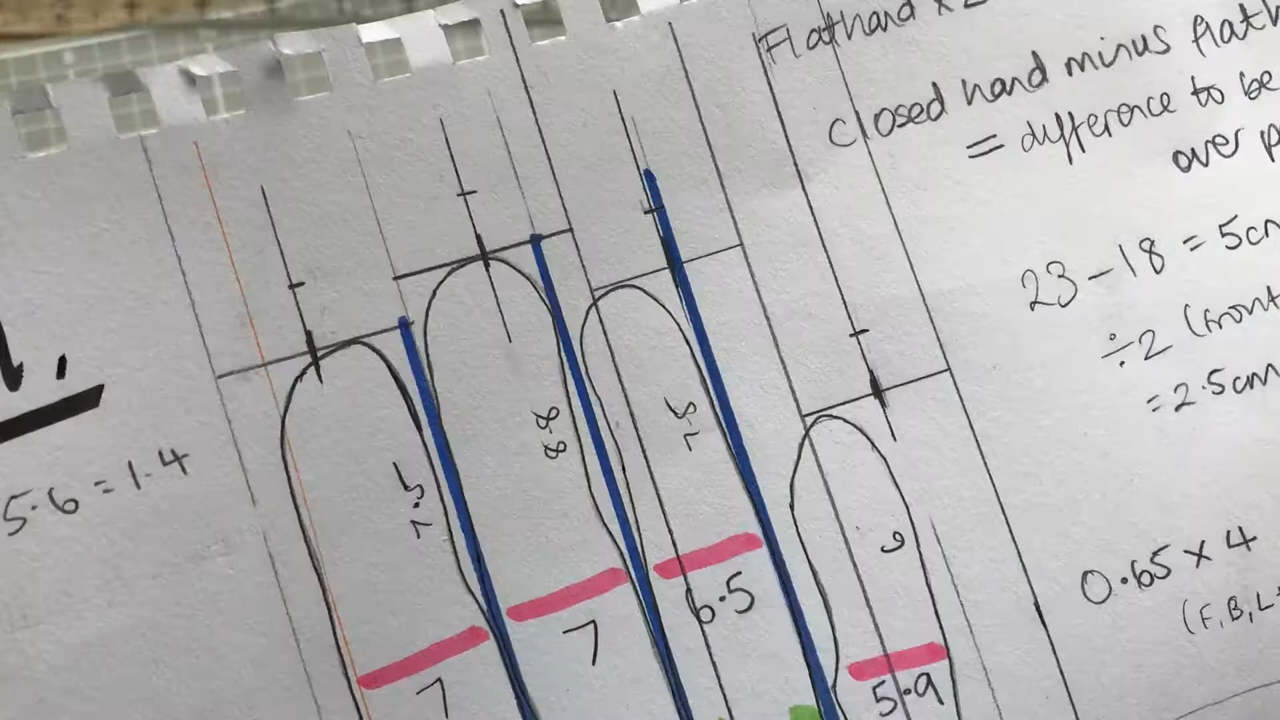 Flathand x 2
closed hand minus flath
= difference to be
over p
23 - 18 = 5cm
÷2 (front
= 2.5cm
5.6 = 1.4
7.5
8.8
8.2
6
0.65 x 4
(F, B, L
7
7
6.5
5.9